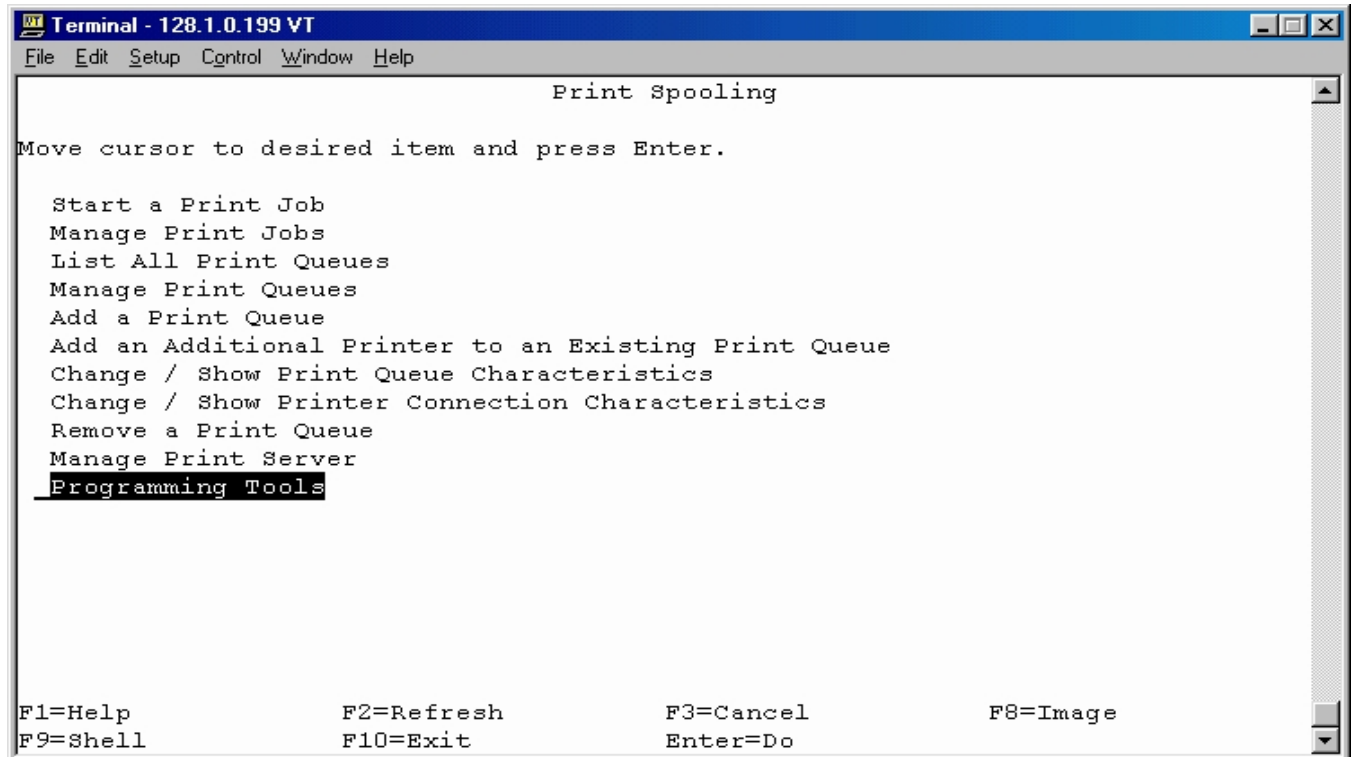 Terminal - 128.1.0.199 VT
File Edit Setup Control Window Help
Print Spooling
Move cursor to desired item and press Enter.
Start a Print Job
Manage Print Jobs
List All Print Queues
Manage Print Queues
Add a Print Queue
Add an Additional Printer to an Existing Print Queue
Change / Show Print Queue Characteristics
Change / Show Printer Connection Characteristics
Remove a Print Queue
Manage Print Server
Programming Tools
F1=Help F2=Refresh F3=Cancel F8=Image
F9=Shell F10=Exit Enter=Do